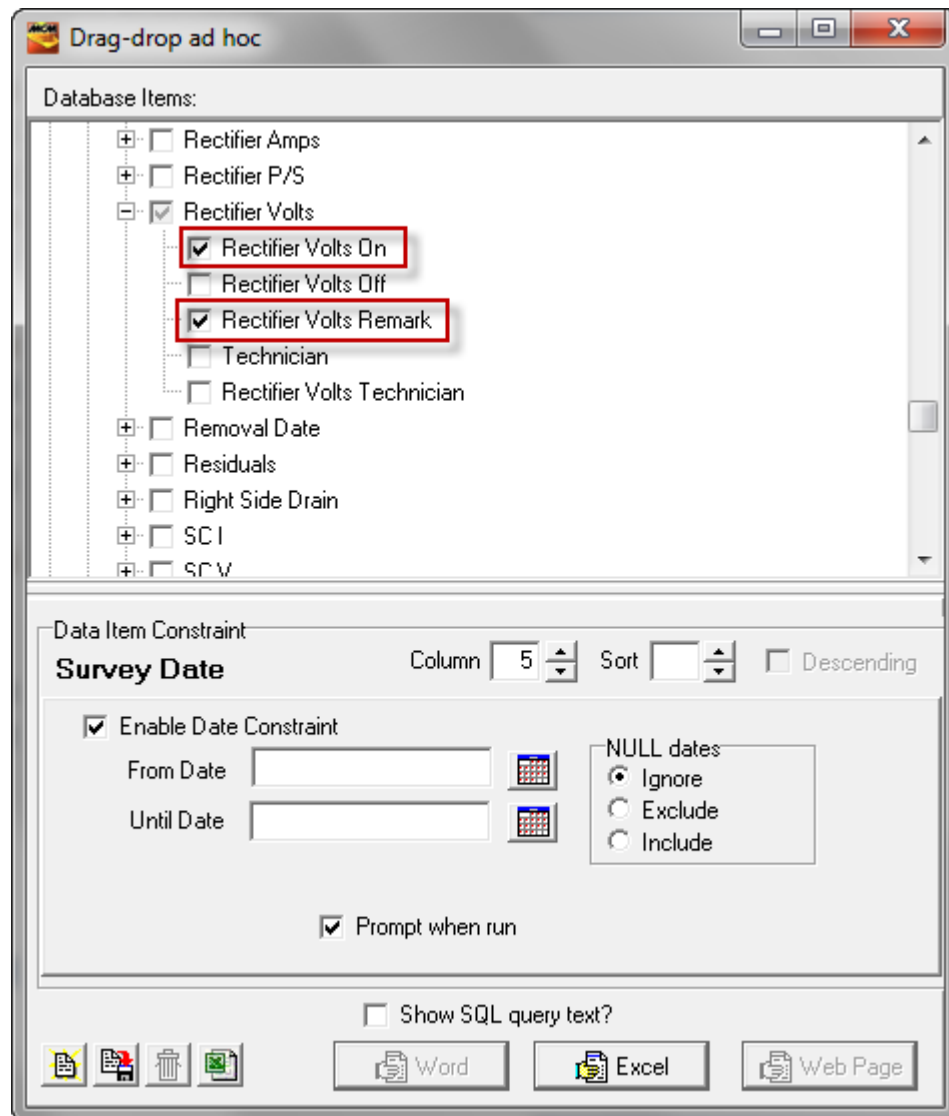 MCM
Drag-drop ad hoc
Database Items:
Rectifier Amps
Rectifier P/S
Rectifier Volts
Rectifier Volts On
Rectifier Volts Off
Rectifier Volts Remark
Technician
Rectifier Volts Technician
Removal Date
Residuals
Right Side Drain
SC I
SC V
Data Item Constraint
Survey Date Column 5 Sort Descending
Enable Date Constraint
NULL dates
From Date Ignore
Exclude
Until Date
Include
Prompt when run
Show SQL query text?
Word Excel Web Page